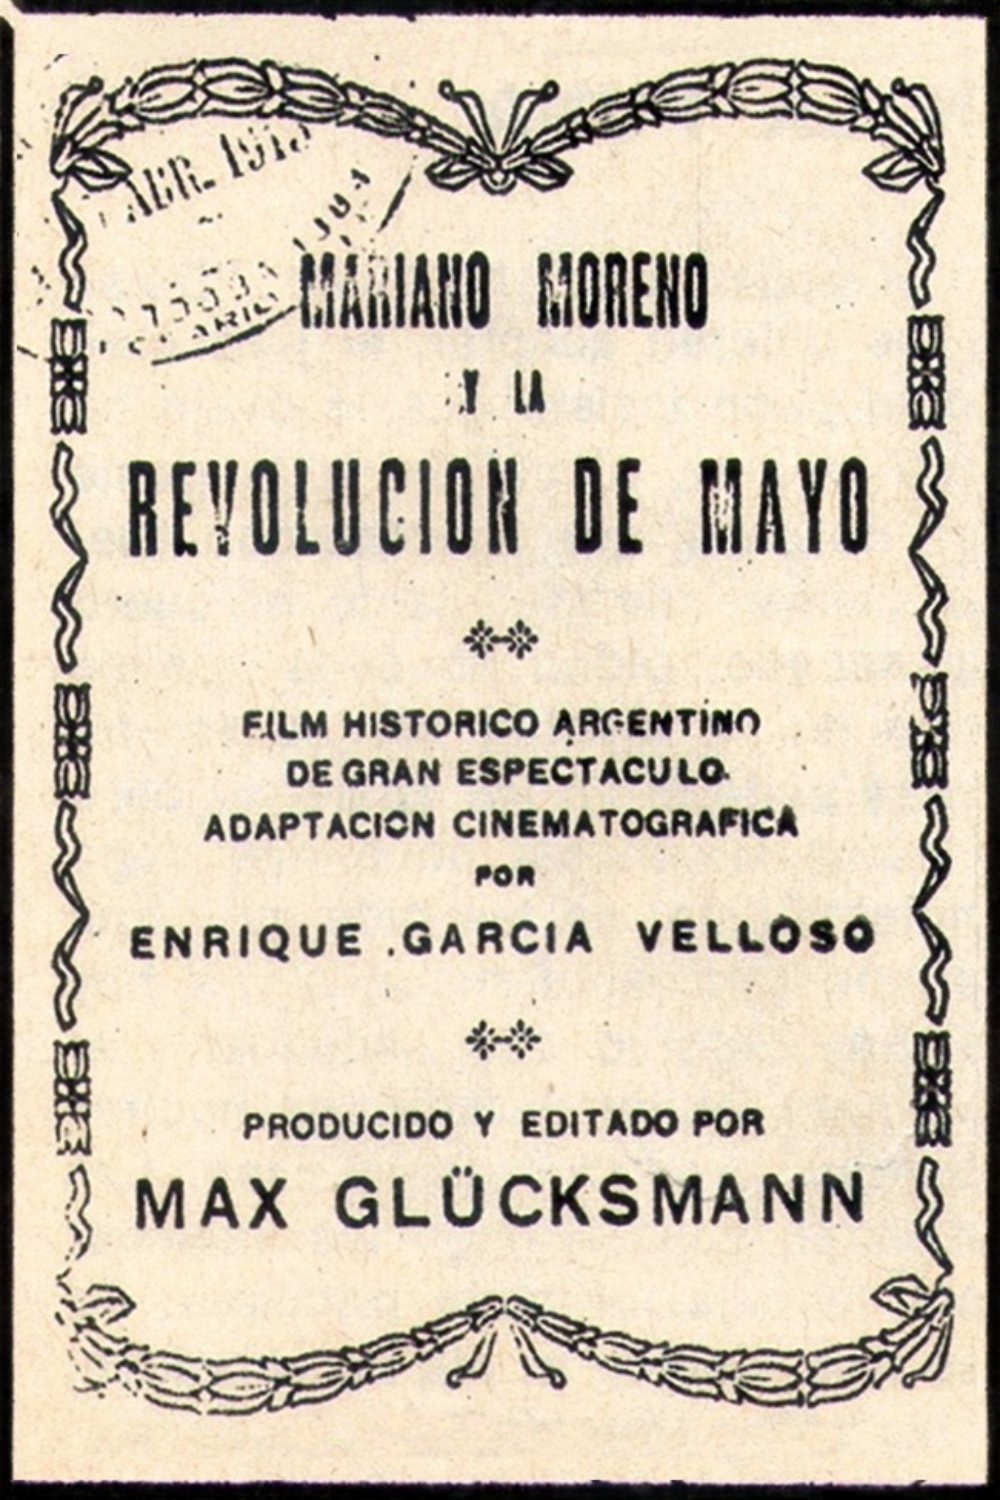 ABR.
MARIANO MORENO
Y LA
REVOLUCION DE MAYO
FILM HISTORICO ARGENTINO
DE GRAN ESPECTACULO
ADAPTACION CINEMATOGRAFICA
POR
ENRIQUE GARCIA VELLOSO
PRODUCIDO Y EDITADO POR
MAX GLÜCKSMANN